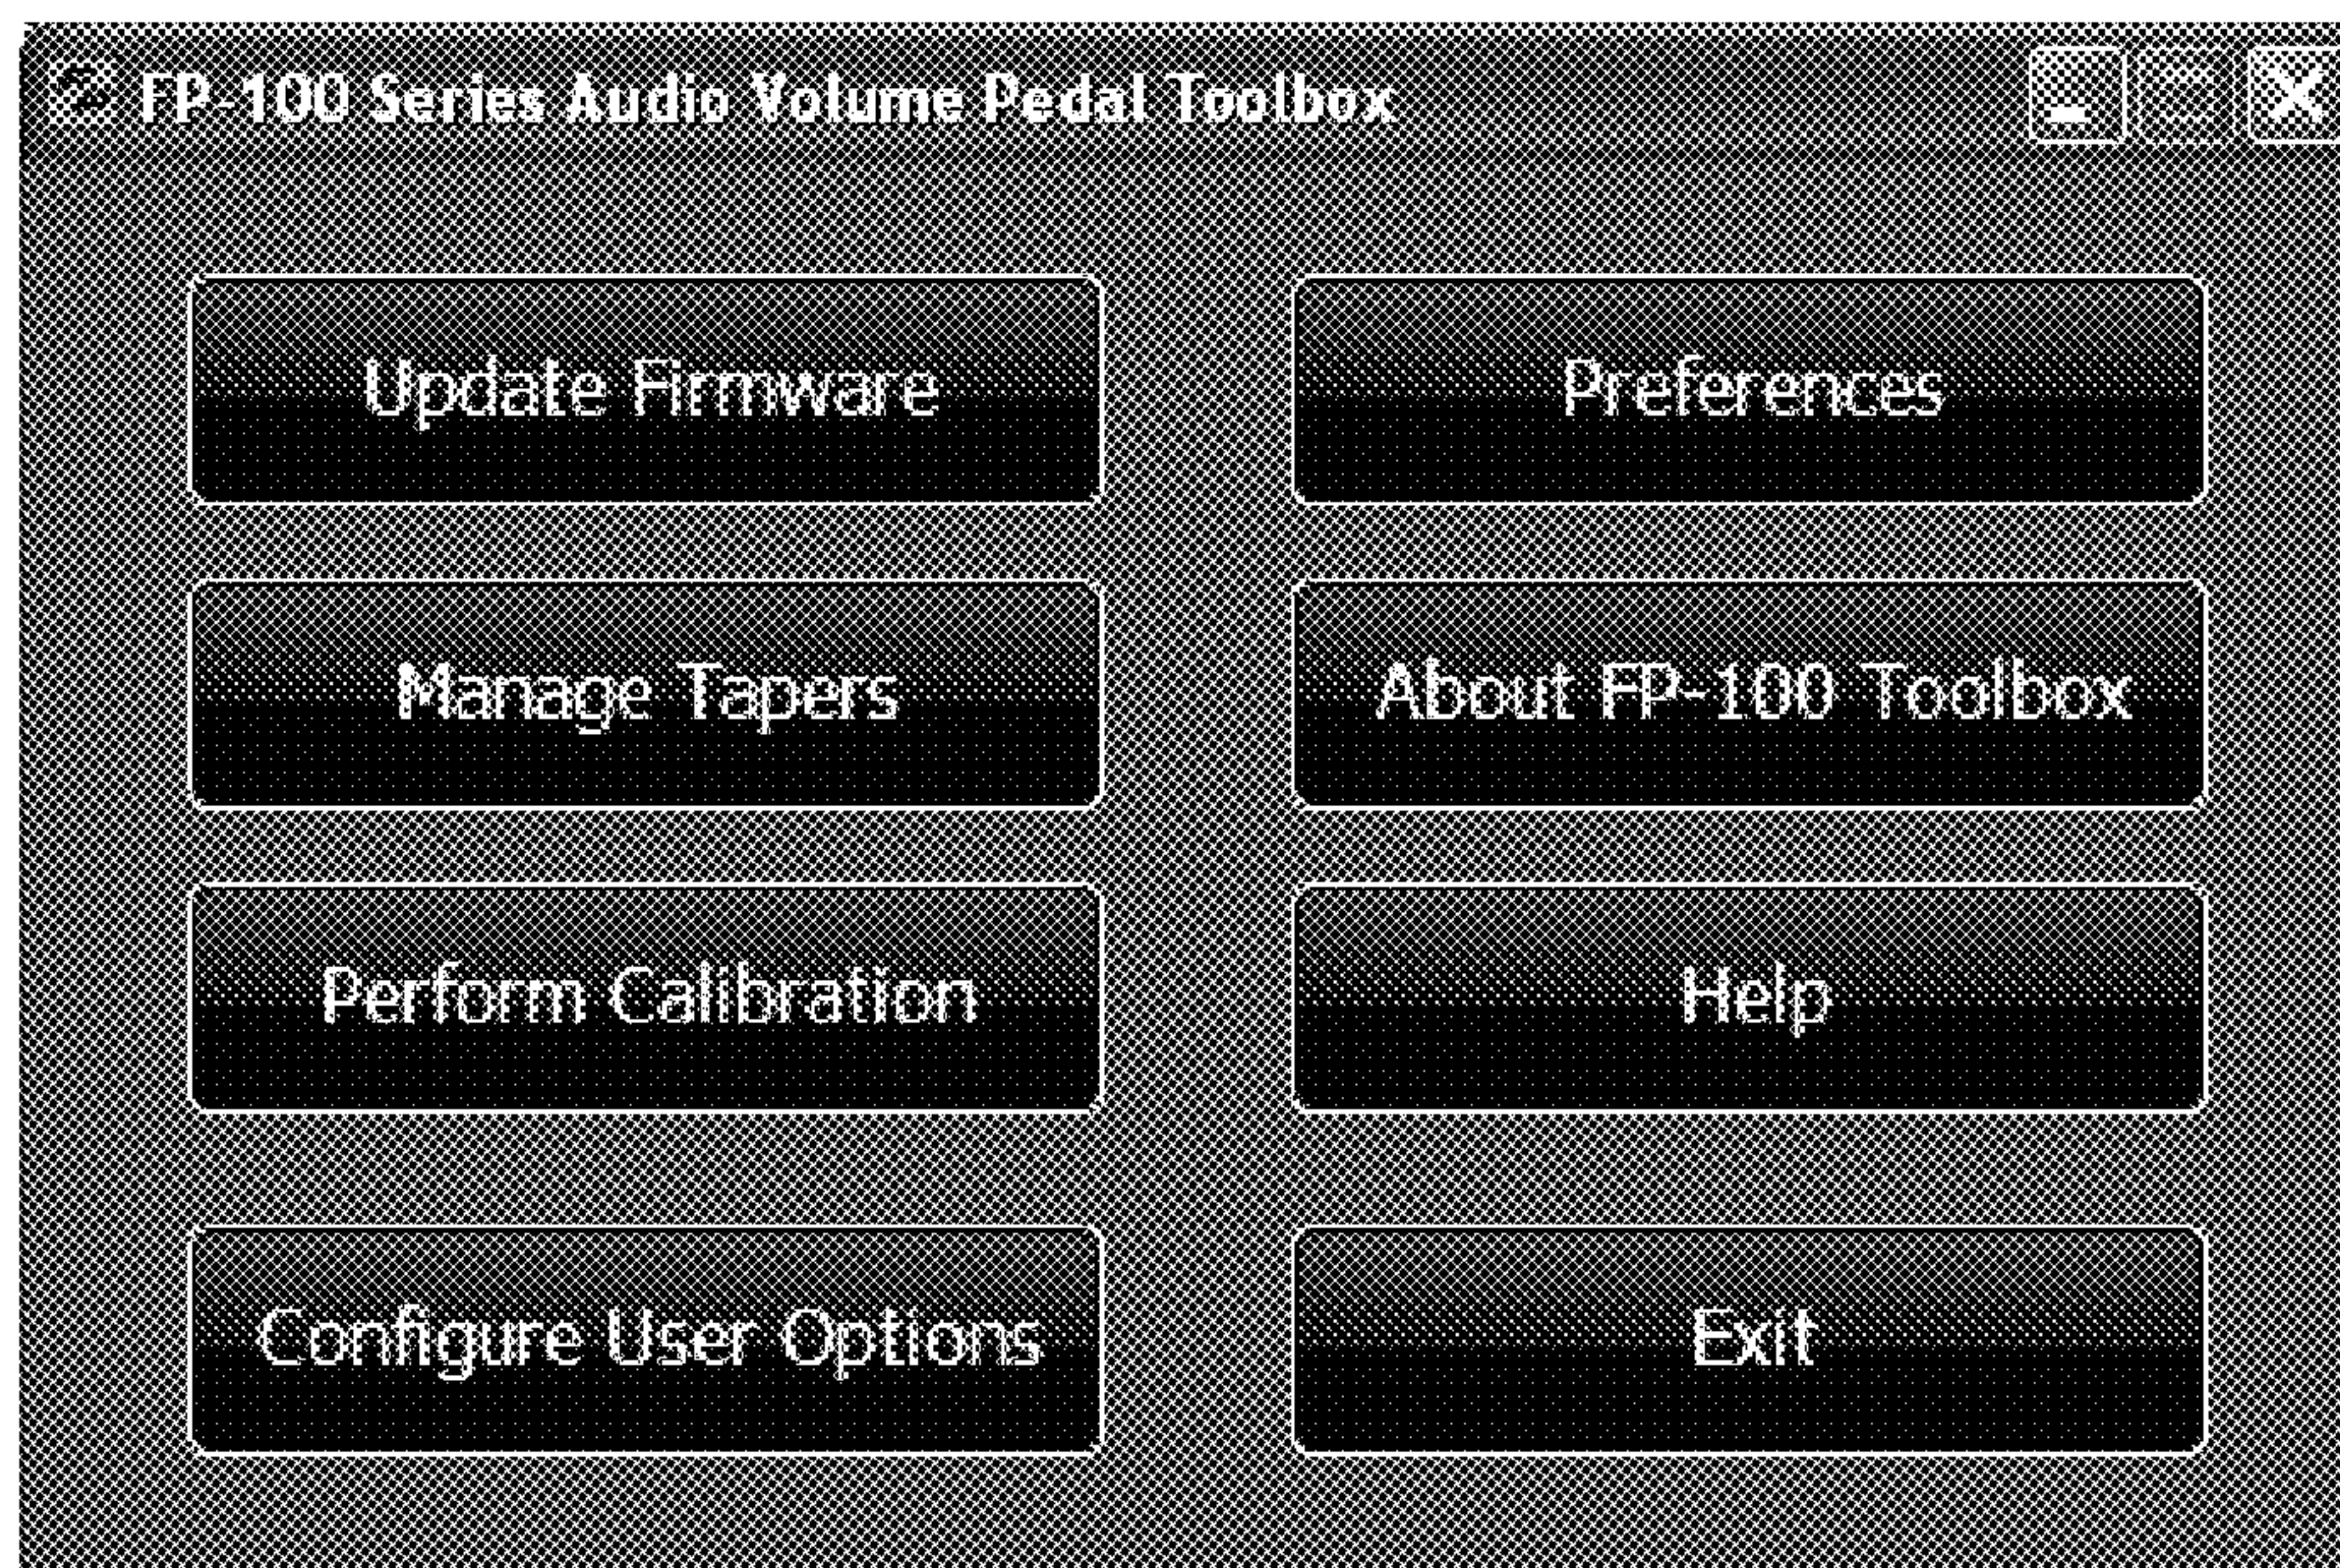 FP-100 Series Audio Volume Pedal Toolbox
Update Firmware
Preferences
Manage Tapers
About FP-100 Toolbox
Perform Calibration
Help
Configure User Options
Exit